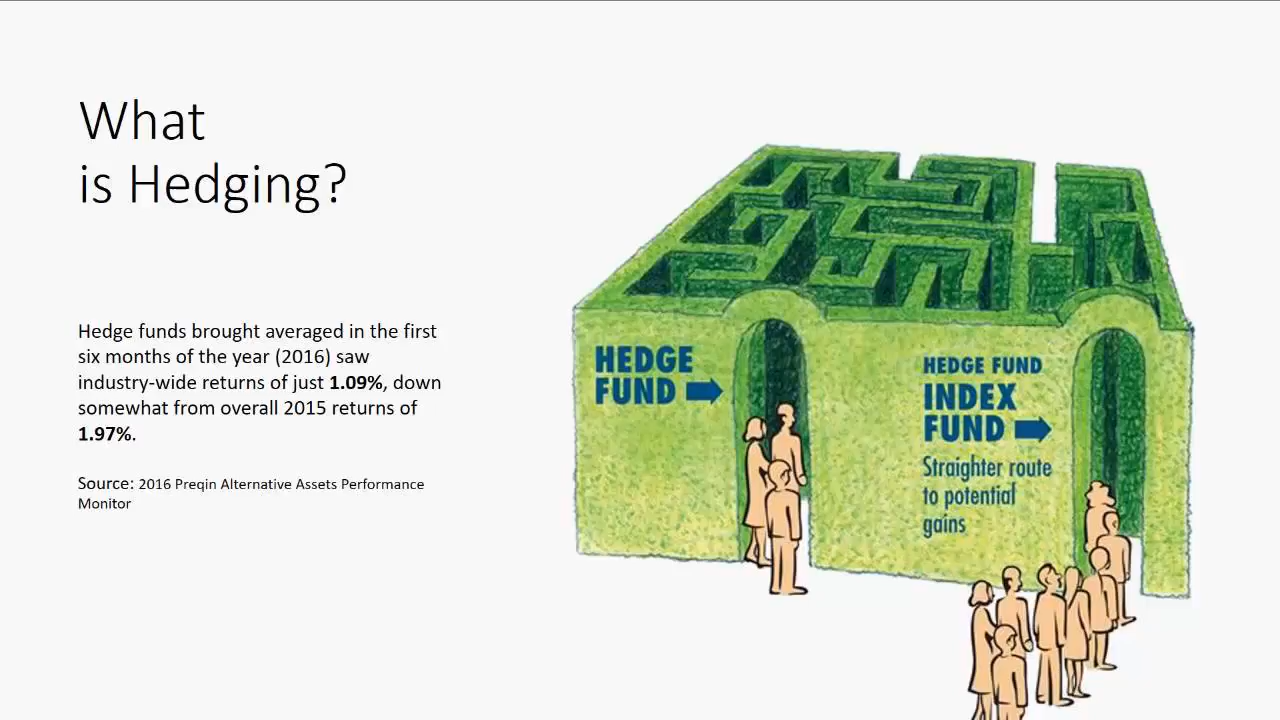 What
is Hedging?
Hedge funds brought averaged in the first
six months of the year (2016) saw
industry-wide returns of just 1.09%, down
somewhat from overall 2015 returns of
1.97%.
Source: 2016 Preqin Alternative Assets Performance
Monitor
HEDGE
FUND
HEDGE FUND
INDEX
FUND
Straighter route
to potential
gains